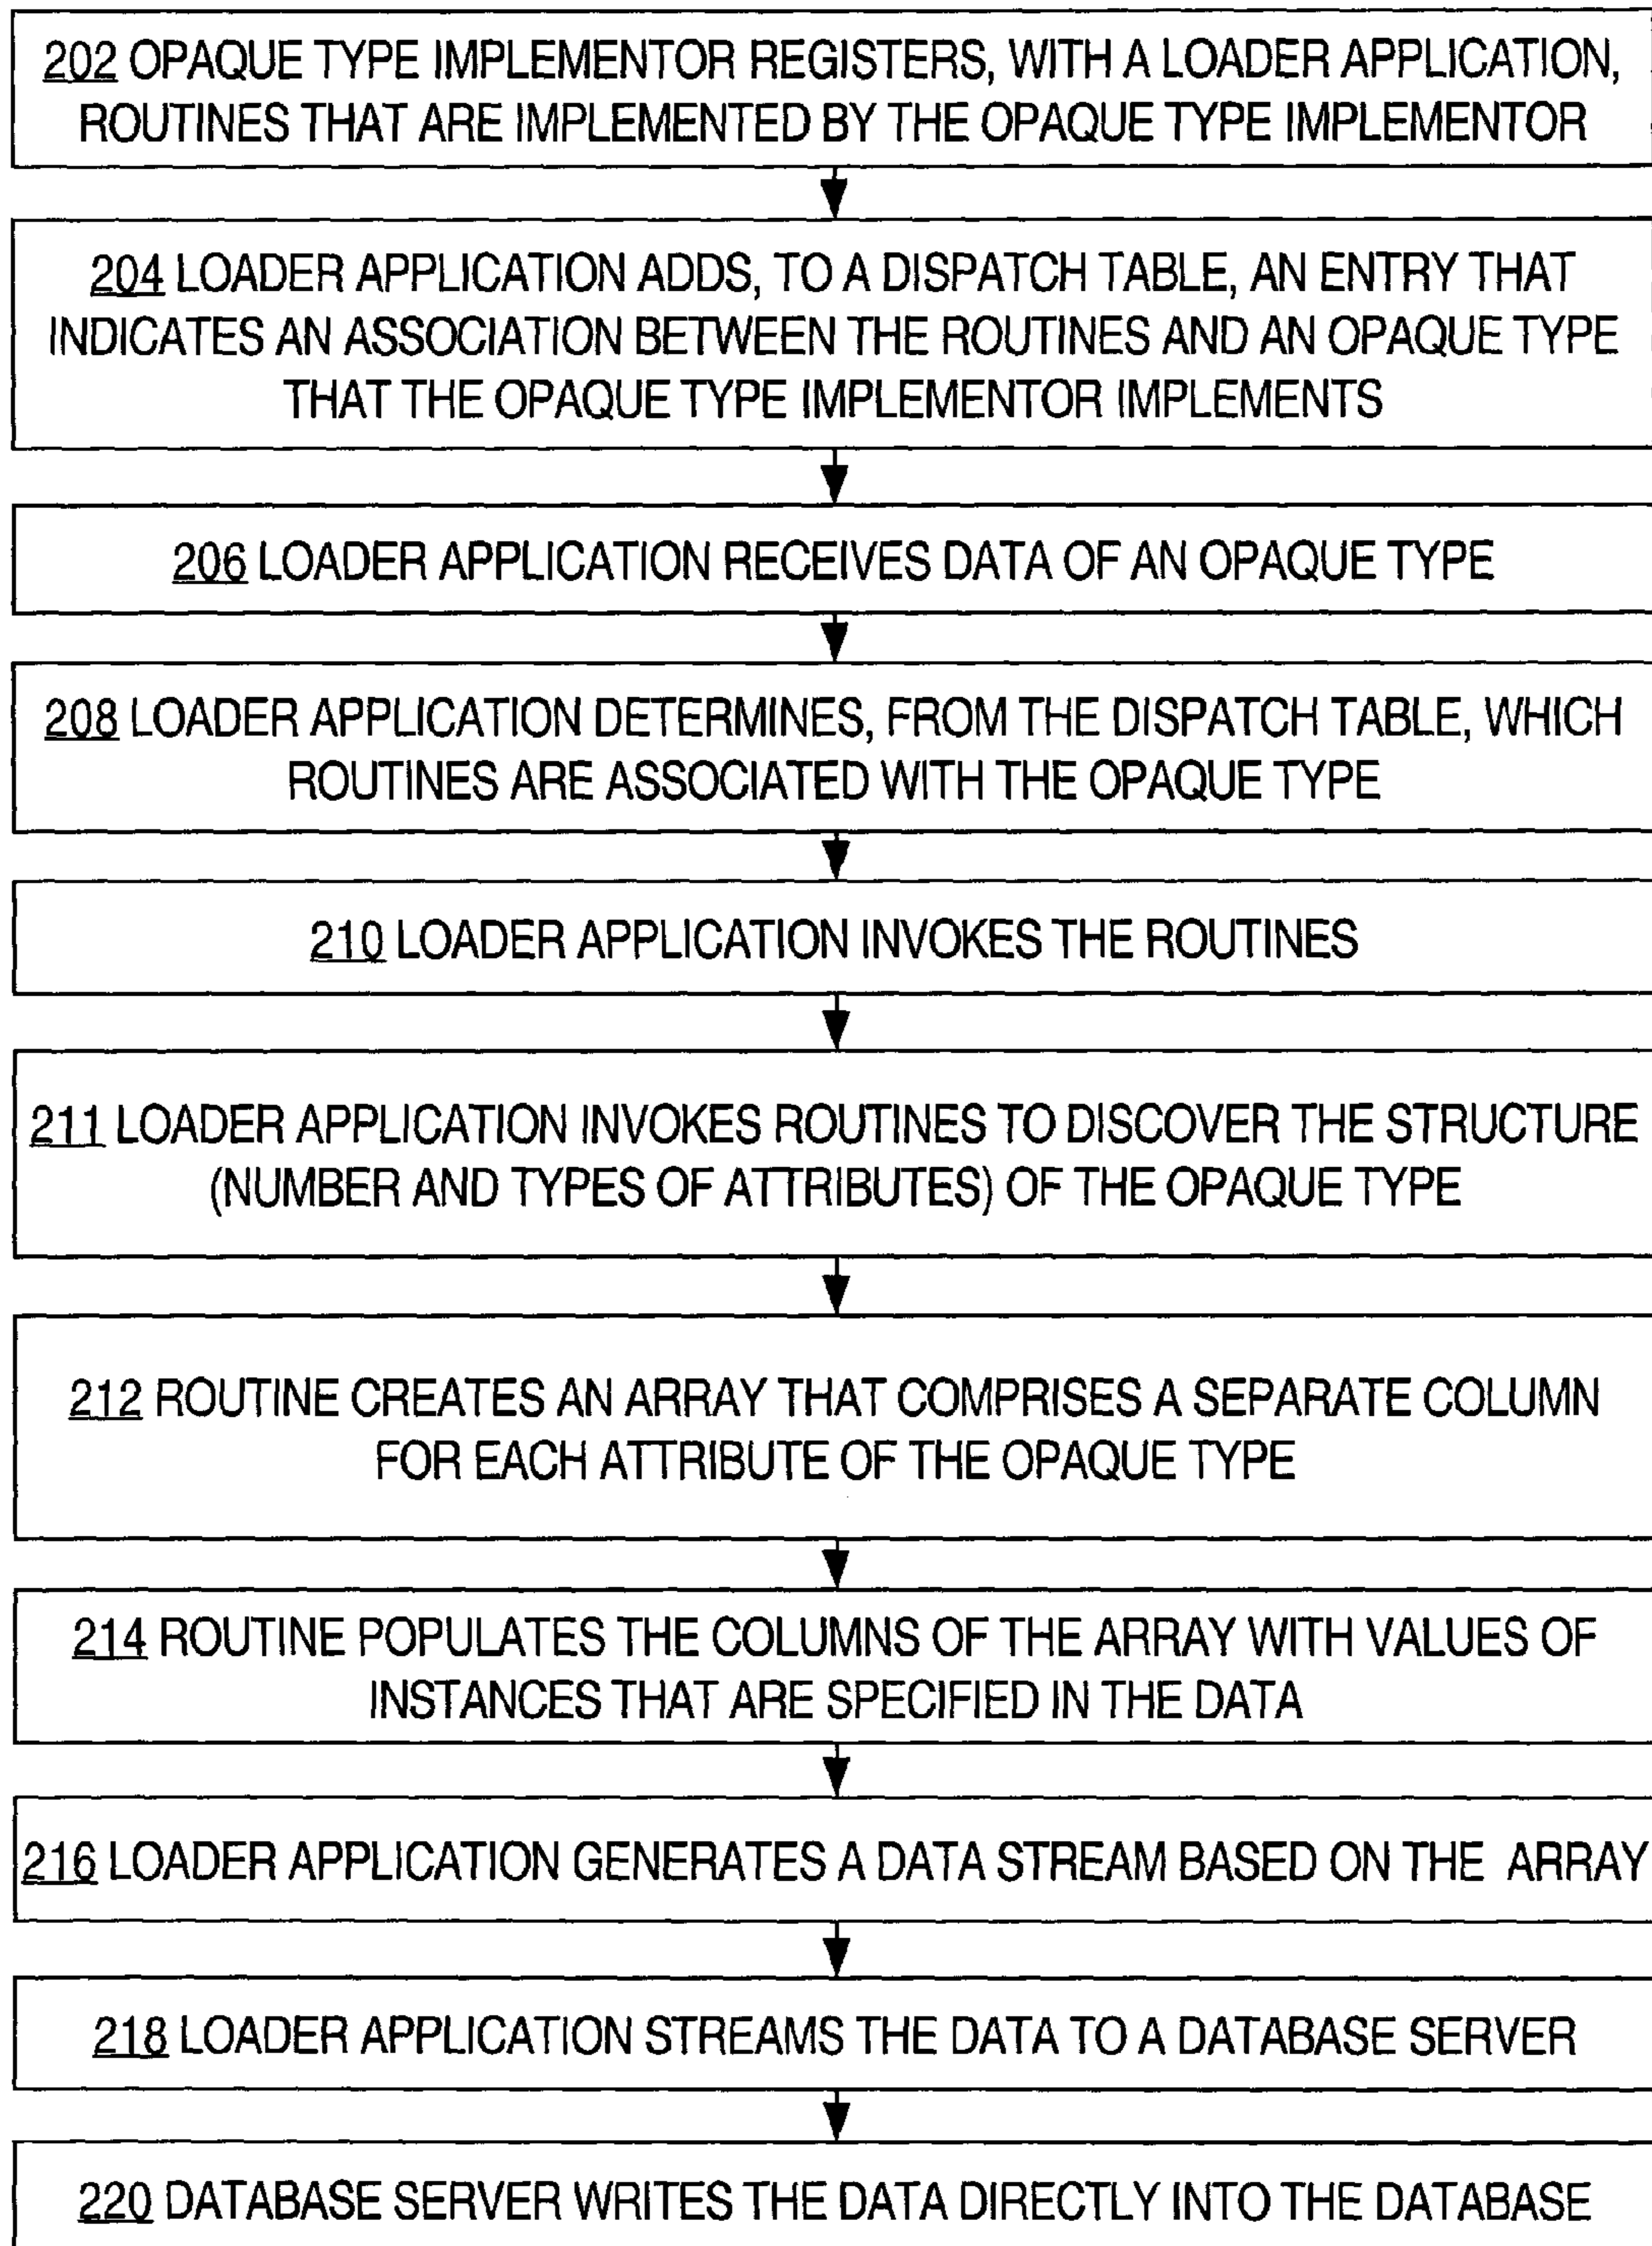 202 OPAQUE TYPE IMPLEMENTOR REGISTERS, WITH A LOADER APPLICATION,
ROUTINES THAT ARE IMPLEMENTED BY THE OPAQUE TYPE IMPLEMENTOR
204 LOADER APPLICATION ADDS, TO A DISPATCH TABLE, AN ENTRY THAT
INDICATES AN ASSOCIATION BETWEEN THE ROUTINES AND AN OPAQUE TYPE
THAT THE OPAQUE TYPE IMPLEMENTOR IMPLEMENTS
206 LOADER APPLICATION RECEIVES DATA OF AN OPAQUE TYPE
208 LOADER APPLICATION DETERMINES, FROM THE DISPATCH TABLE, WHICH
ROUTINES ARE ASSOCIATED WITH THE OPAQUE TYPE
210 LOADER APPLICATION INVOKES THE ROUTINES
211 LOADER APPLICATION INVOKES ROUTINES TO DISCOVER THE STRUCTURE
(NUMBER AND TYPES OF ATTRIBUTES) OF THE OPAQUE TYPE
212 ROUTINE CREATES AN ARRAY THAT COMPRISES A SEPARATE COLUMN
FOR EACH ATTRIBUTE OF THE OPAQUE TYPE
214 ROUTINE POPULATES THE COLUMNS OF THE ARRAY WITH VALUES OF
INSTANCES THAT ARE SPECIFIED IN THE DATA
216 LOADER APPLICATION GENERATES A DATA STREAM BASED ON THE ARRAY
218 LOADER APPLICATION STREAMS THE DATA TO A DATABASE SERVER
220 DATABASE SERVER WRITES THE DATA DIRECTLY INTO THE DATABASE